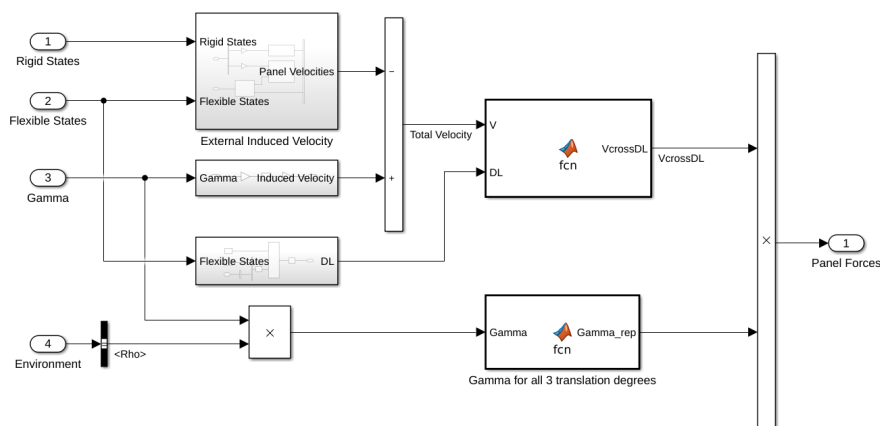 1
Rigid States
2
Flexible States
3
Gamma
4
Environment
<Rho>
Rigid States
Panel Velocities
Flexible States
External Induced Velocity
Gamma
Induced Velocity
Flexible States
DL
−
+
Total Velocity
×
V
DL
fcn
VcrossDL
VcrossDL
Gamma
fcn
Gamma_rep
Gamma for all 3 translation degrees
×
1
Panel Forces